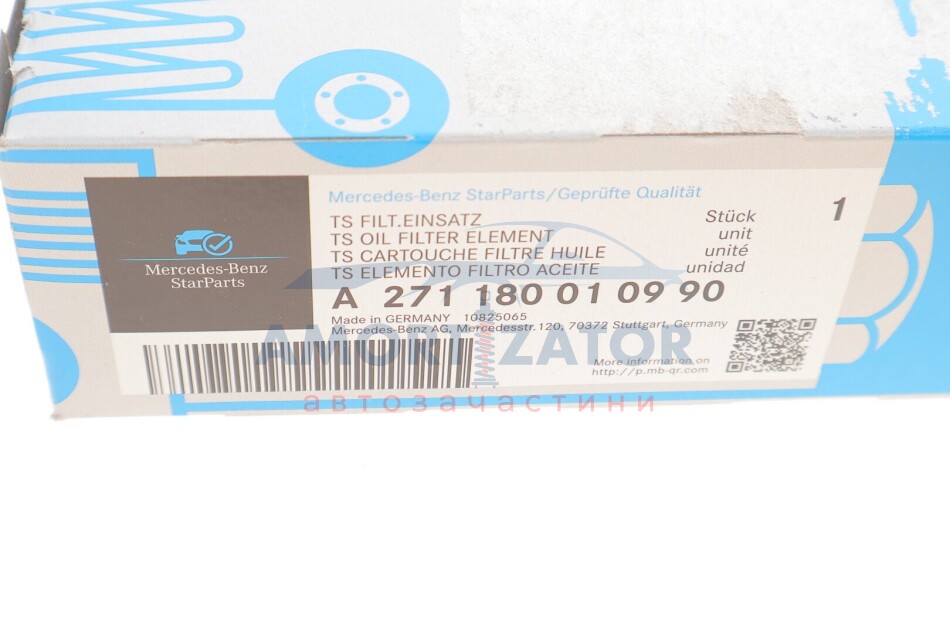 Mercedes-Benz StarParts/Geprüfte Qualität
TS FILT.EINSATZ Stück 1
TS OIL FILTER ELEMENT unit
TS CARTOUCHE FILTRE HUILE unité
TS ELEMENTO FILTRO ACEITE unidad
Mercedes-Benz
StarParts
A 271 180 01 09 90
Made in GERMANY 10825065
Mercedes-Benz AG, Mercedesstr.120, 70372 Stuttgart, Germany
AMORTIZATOR
More information on
http://p.mb-qr.com
автозачастини